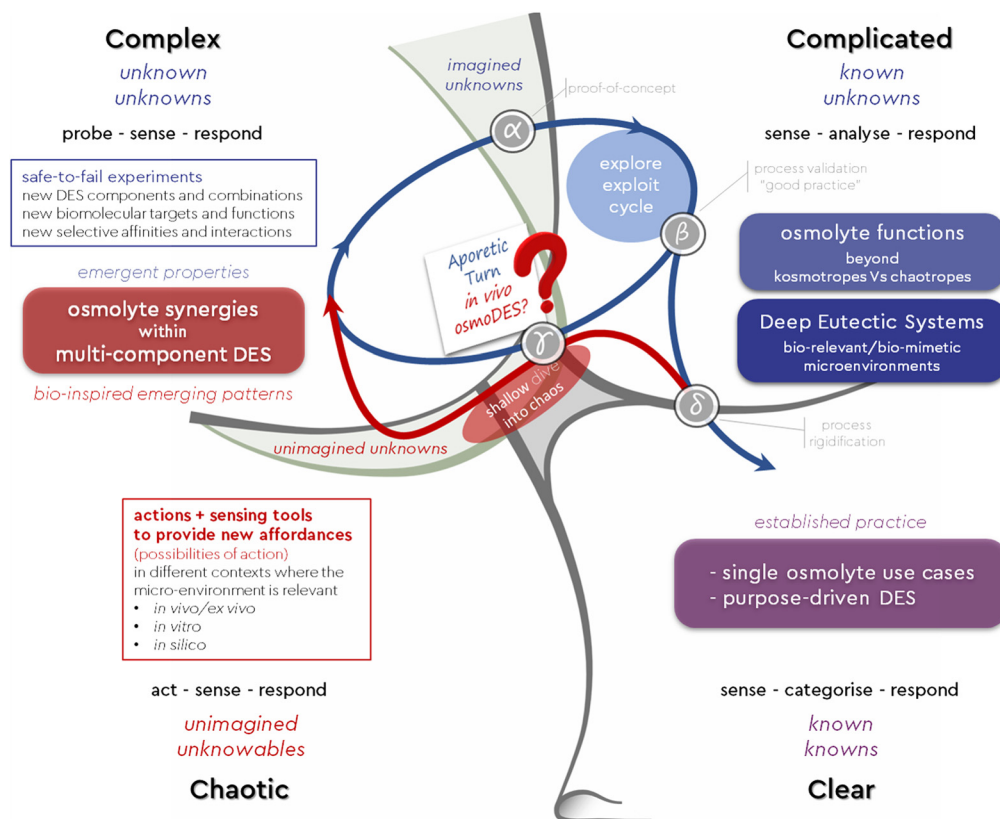 Complex
unknown
unknowns
probe - sense - respond
safe-to-fail experiments
new DES components and combinations
new biomolecular targets and functions
new selective affinities and interactions
emergent properties
osmolyte synergies
within
multi-component DES
bio-inspired emerging patterns
imagined
unknowns
α
proof-of-concept
explore
exploit
cycle
Aporetic
Turn
in vivo
osmoDES?
?
γ
shallow dive
into chaos
unimagined unknowns
Complicated
known
unknowns
sense - analyse - respond
process validation
"good practice"
β
osmolyte functions
beyond
kosmotropes Vs chaotropes
Deep Eutectic Systems
bio-relevant/bio-mimetic
microenvironments
δ
process
rigidification
actions + sensing tools
to provide new affordances
(possibilities of action)
in different contexts where the
micro-environment is relevant
• in vivo/ex vivo
• in vitro
• in silico
act - sense - respond
unimagined
unknowables
Chaotic
established practice
- single osmolyte use cases
- purpose-driven DES
sense - categorise - respond
known
knowns
Clear